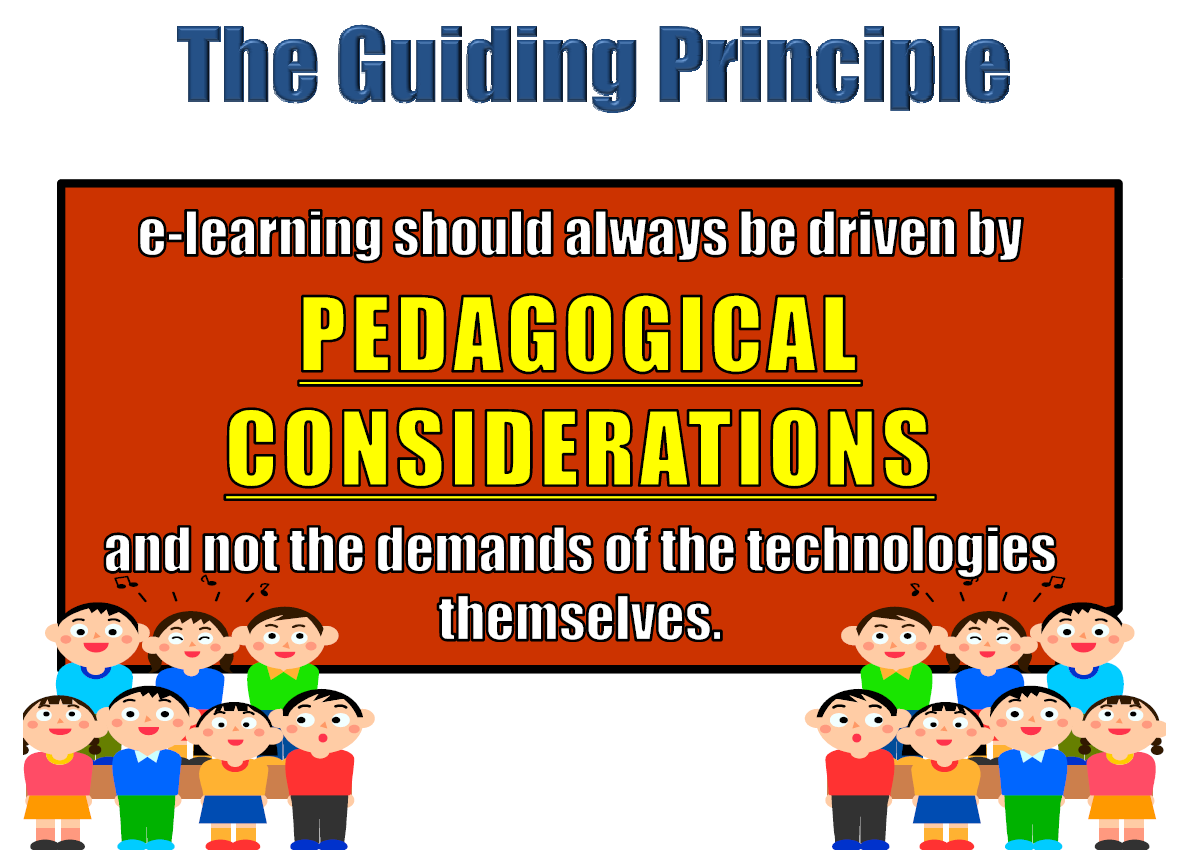 The Guiding Principle
e-learning should always be driven by
PEDAGOGICAL
CONSIDERATIONS
and not the demands of the technologies
themselves.